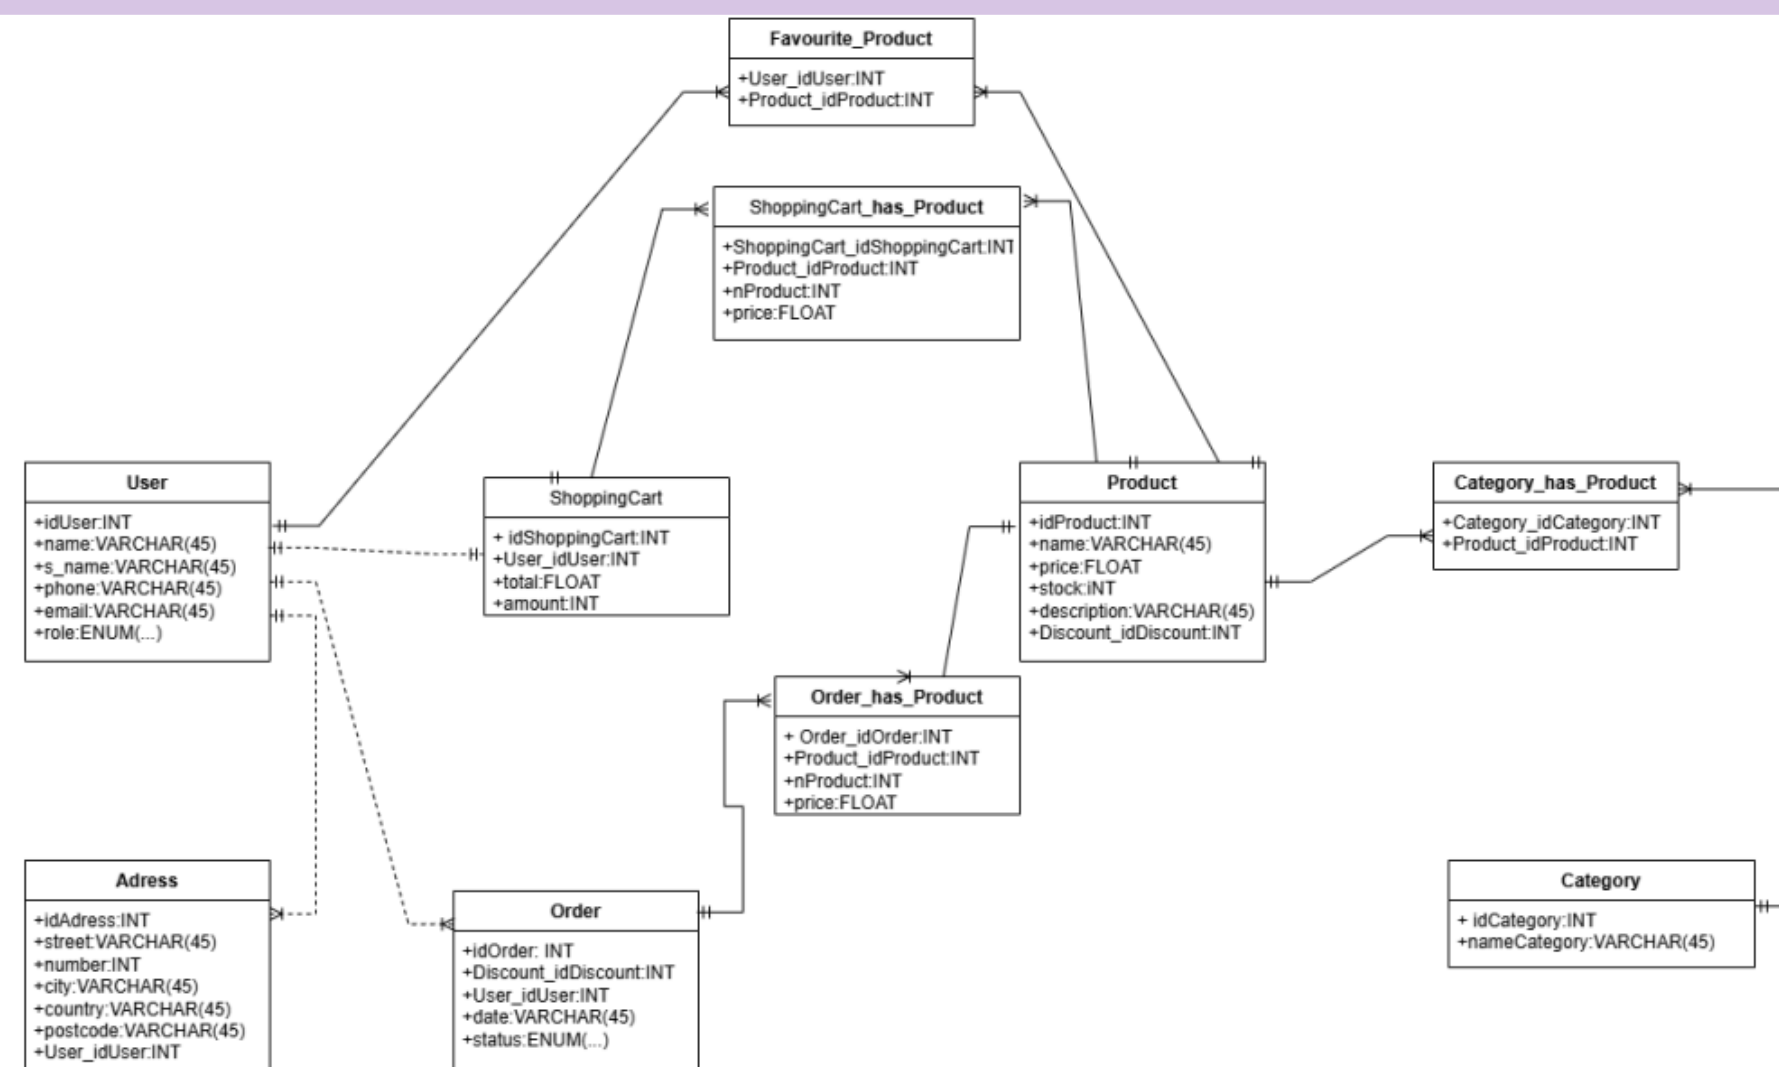 Favourite_Product
+User_idUser:INT
+Product_idProduct:INT
ShoppingCart_has_Product
+ShoppingCart_idShoppingCart:INT
+Product_idProduct:INT
+nProduct:INT
+price:FLOAT
User
+idUser:INT
+name:VARCHAR(45)
+s_name:VARCHAR(45)
+phone:VARCHAR(45)
+email:VARCHAR(45)
+role:ENUM(...)
ShoppingCart
+ idShoppingCart:INT
+User_idUser:INT
+total:FLOAT
+amount:INT
Product
+idProduct:INT
+name:VARCHAR(45)
+price:FLOAT
+stock:iNT
+description:VARCHAR(45)
+Discount_idDiscount:INT
Category_has_Product
+Category_idCategory:INT
+Product_idProduct:INT
Order_has_Product
+ Order_idOrder:INT
+Product_idProduct:INT
+nProduct:INT
+price:FLOAT
Adress
+idAdress:INT
+street:VARCHAR(45)
+number:INT
+city:VARCHAR(45)
+country:VARCHAR(45)
+postcode:VARCHAR(45)
+User_idUser:INT
Order
+idOrder: INT
+Discount_idDiscount:INT
+User_idUser:INT
+date:VARCHAR(45)
+status:ENUM(...)
Category
+ idCategory:INT
+nameCategory:VARCHAR(45)